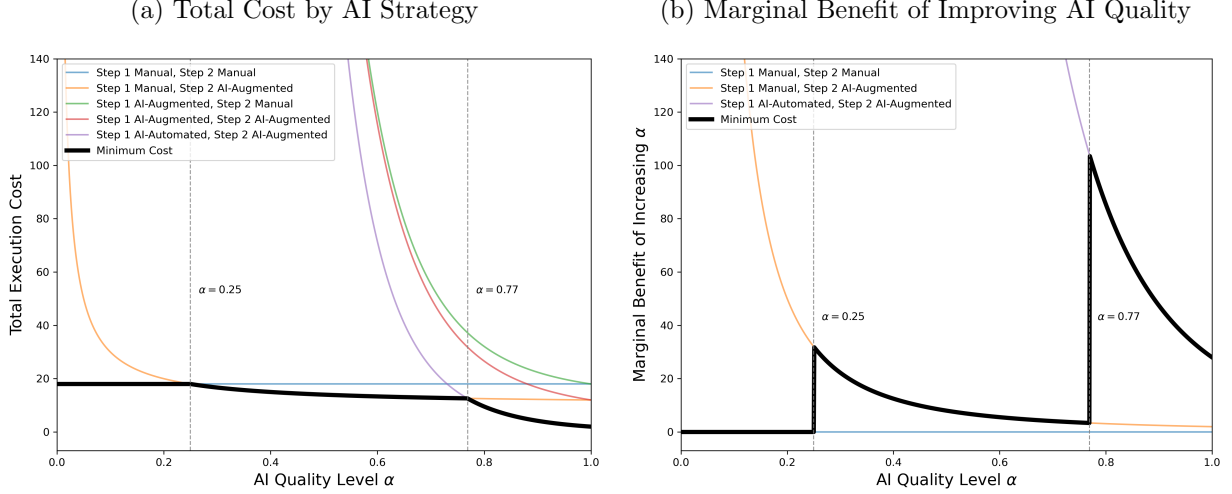 (a) Total Cost by AI Strategy
140
120
100
80
60
40
20
0
0.0
0.2
0.4
0.6
0.8
1.0
Total Execution Cost
AI Quality Level α
Step 1 Manual, Step 2 Manual
Step 1 Manual, Step 2 AI-Augmented
Step 1 AI-Augmented, Step 2 Manual
Step 1 AI-Augmented, Step 2 AI-Augmented
Step 1 AI-Automated, Step 2 AI-Augmented
Minimum Cost
α = 0.25
α = 0.77
(b) Marginal Benefit of Improving AI Quality
140
120
100
80
60
40
20
0
0.0
0.2
0.4
0.6
0.8
1.0
Marginal Benefit of Increasing α
AI Quality Level α
Step 1 Manual, Step 2 Manual
Step 1 Manual, Step 2 AI-Augmented
Step 1 AI-Automated, Step 2 AI-Augmented
Minimum Cost
α = 0.25
α = 0.77